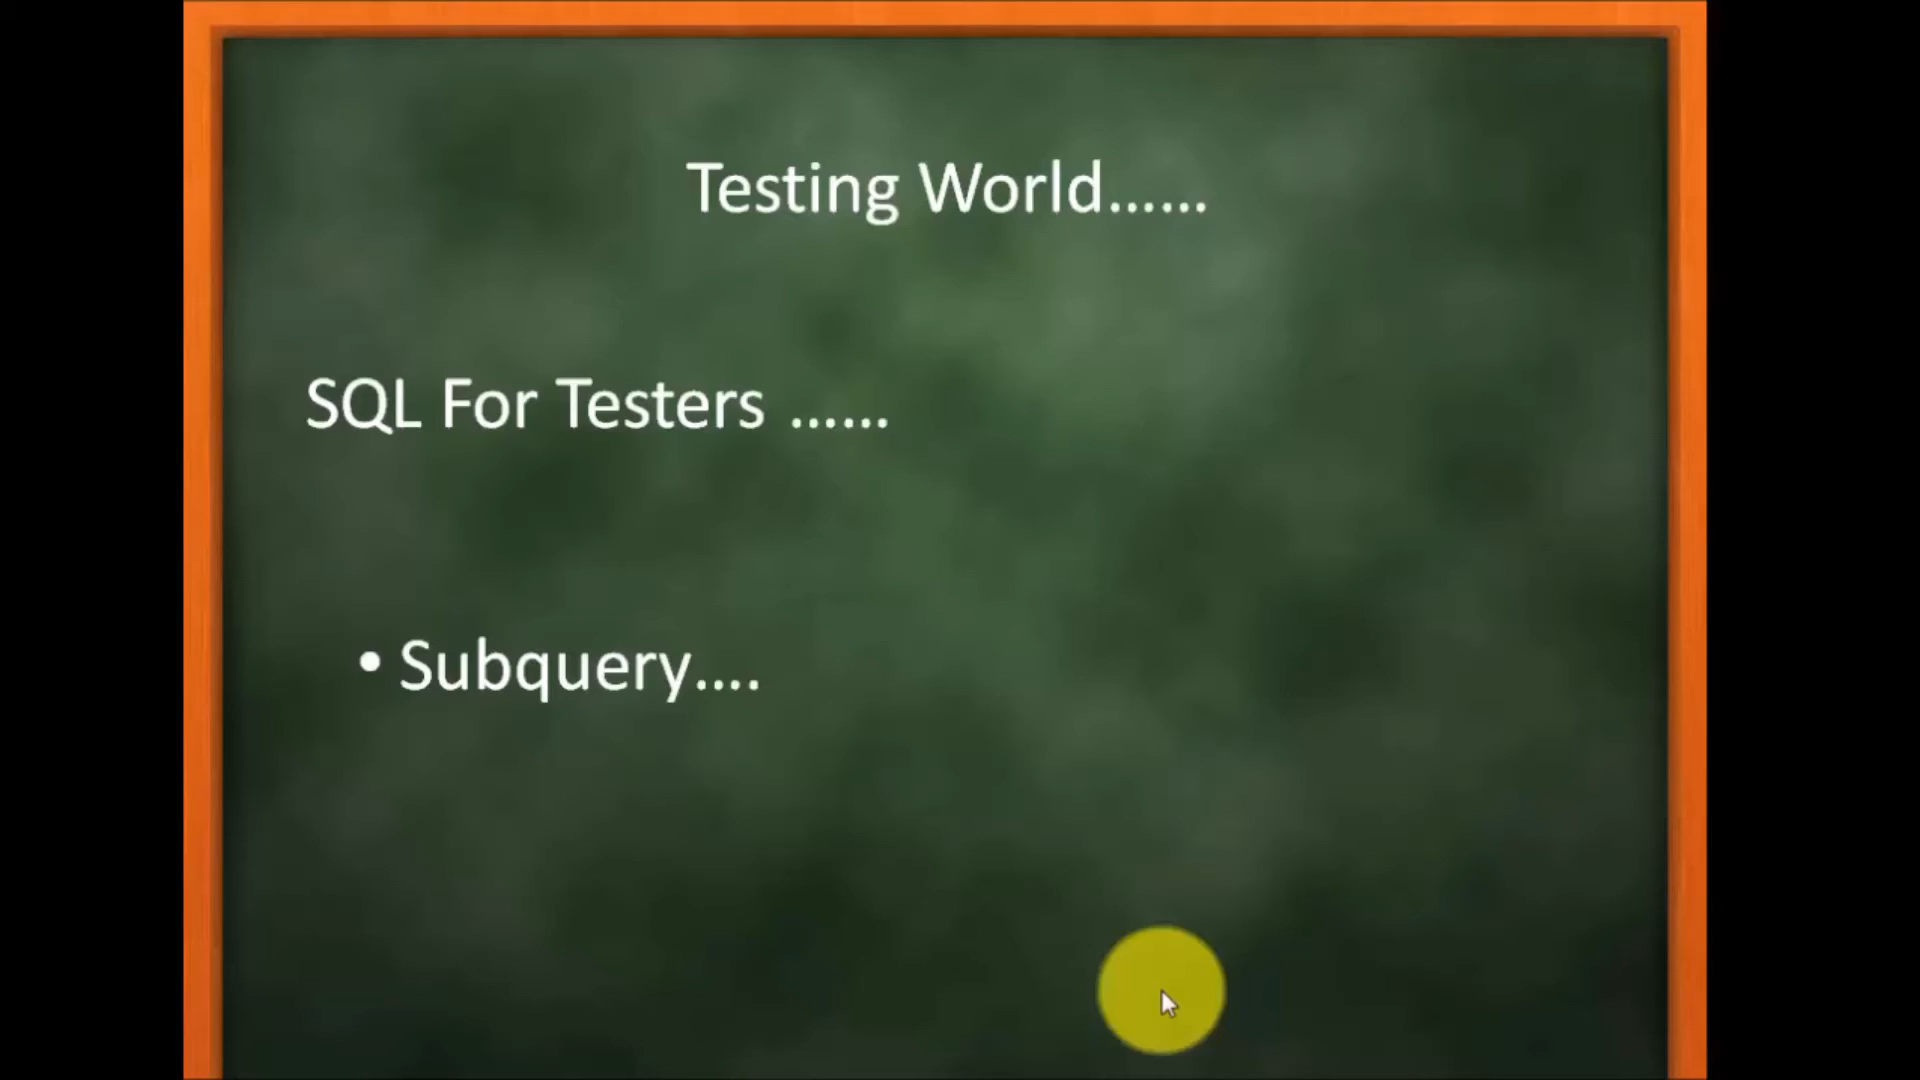 Testing World......
SQL For Testers ......
• Subquery....